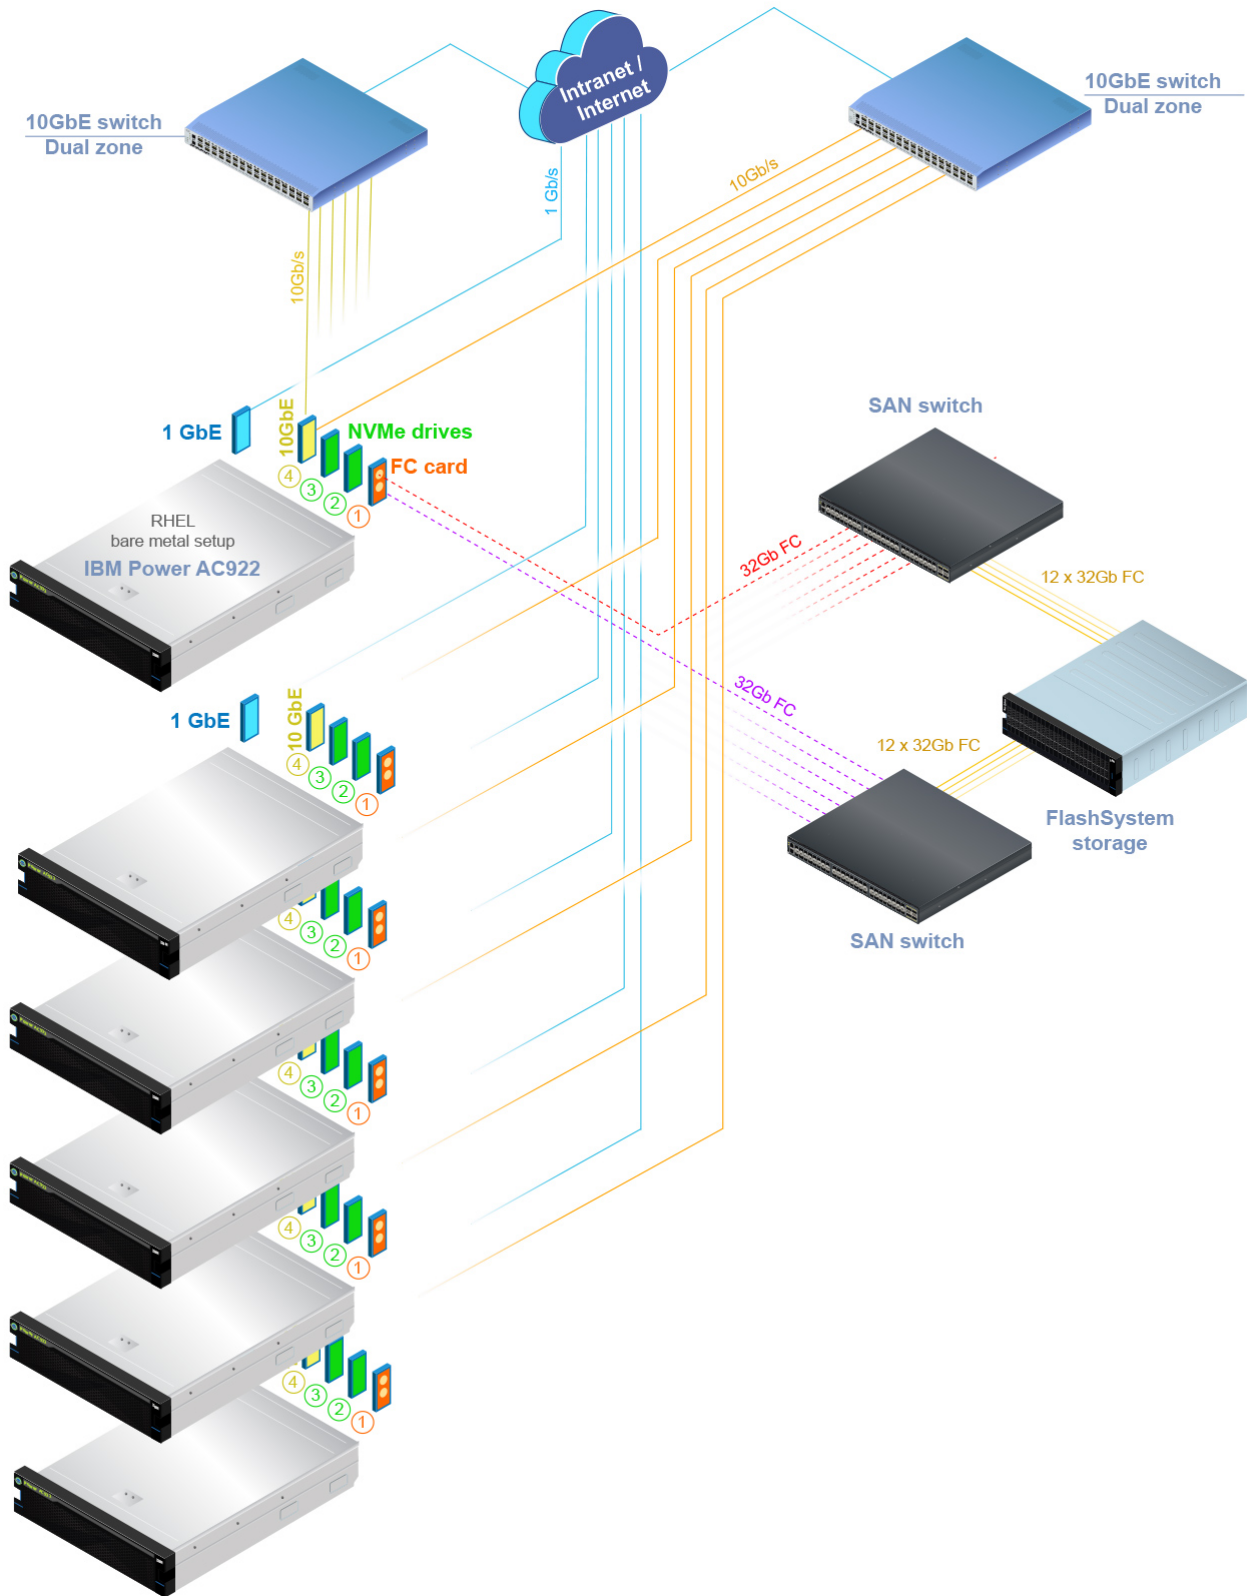 Intranet /
Internet
10GbE switch
Dual zone
10GbE switch
Dual zone
1 Gb/s
10Gb/s
10Gb/s
1 GbE
10GbE
NVMe drives
FC card
4
3
2
1
SAN switch
RHEL
bare metal setup
IBM Power AC922
32Gb FC
12 x 32Gb FC
32Gb FC
12 x 32Gb FC
FlashSystem
storage
SAN switch
1 GbE
10 GbE
4
3
2
1
4
3
2
1
4
3
2
1
4
3
2
1
4
3
2
1